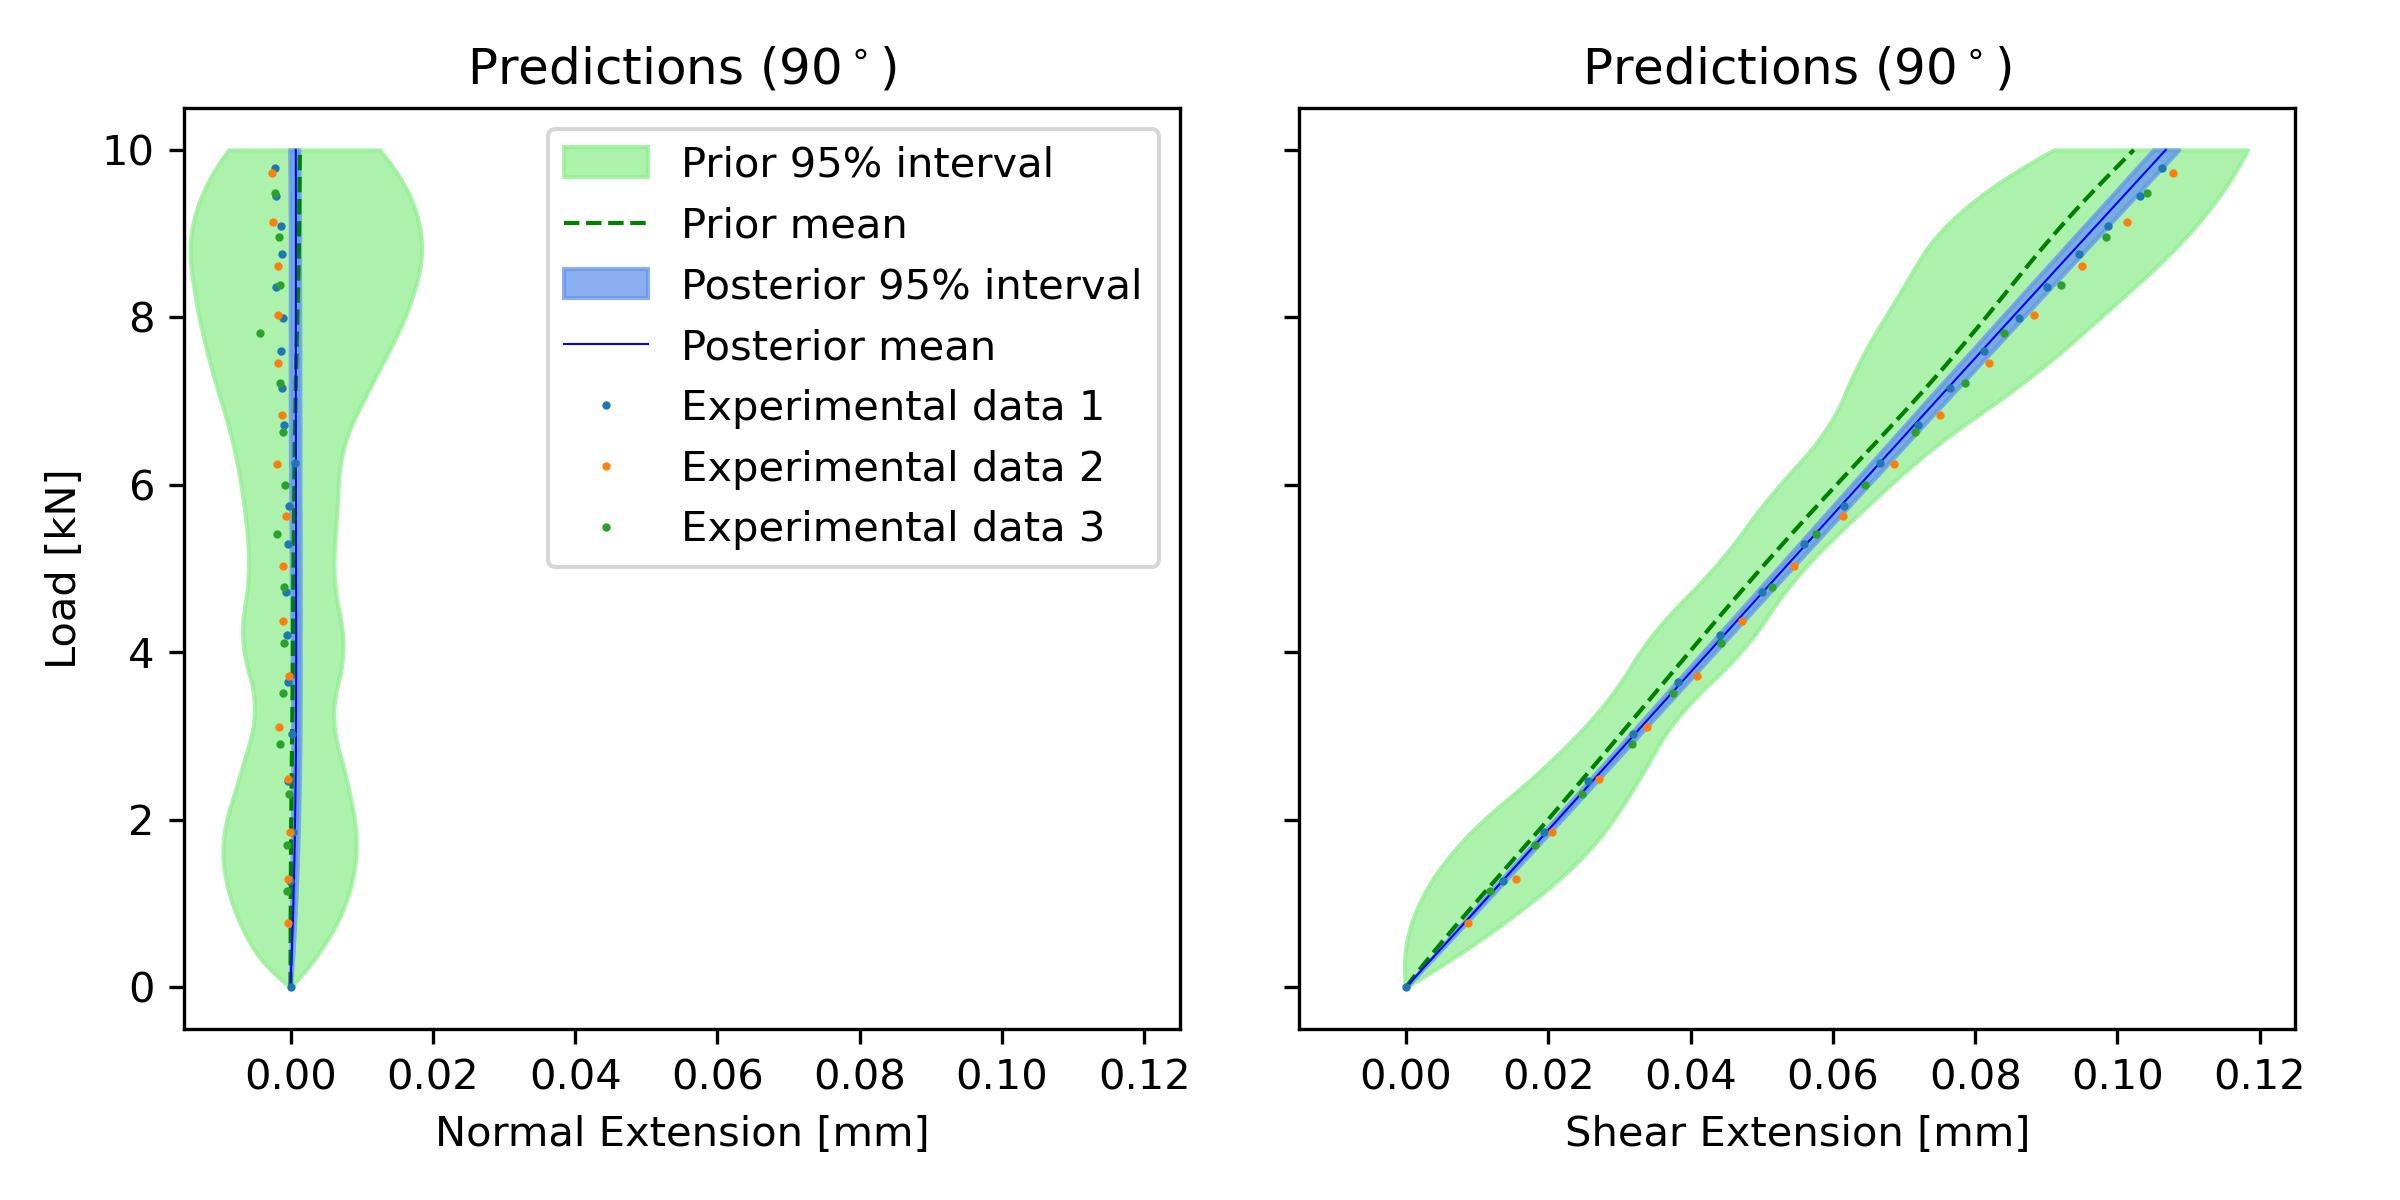 Predictions (90°)
Load [kN]
10
8
6
4
2
0
0.00 0.02 0.04 0.06 0.08 0.10 0.12
Normal Extension [mm]
Prior 95% interval
Prior mean
Posterior 95% interval
Posterior mean
Experimental data 1
Experimental data 2
Experimental data 3
Predictions (90°)
0.00 0.02 0.04 0.06 0.08 0.10 0.12
Shear Extension [mm]